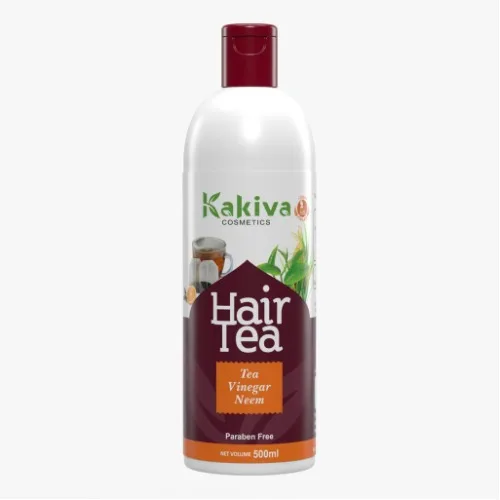 Kakiva
COSMETICS
Hair
Tea
Tea
Vinegar
Neem
Paraben Free
NET VOLUME 500ml